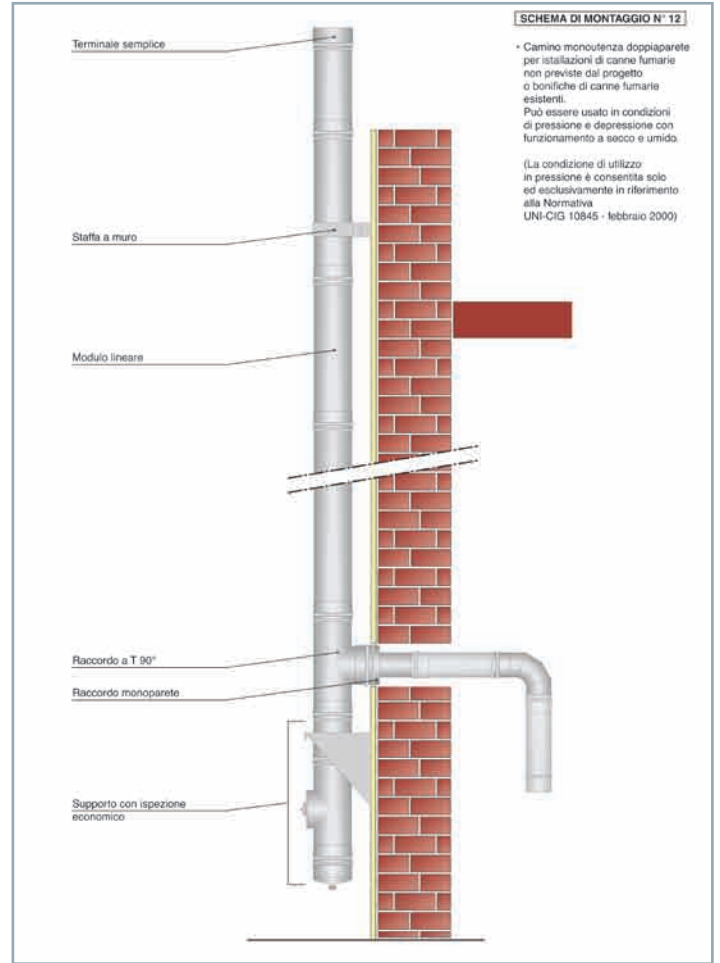 SCHEMA DI MONTAGGIO N° 12
• Camino monoutenza doppiaparete
per istallazioni di canne fumarie
non previste dal progetto
o bonifiche di canne fumarie
esistenti.
Può essere usato in condizioni
di pressione e depressione con
funzionamento a secco e umido.
(La condizione di utilizzo
in pressione è consentita solo
ed esclusivamente in riferimento
alla Normativa
UNI-CIG 10845 - febbraio 2000)
Terminale semplice
Staffa a muro
Modulo lineare
Raccordo a T 90°
Raccordo monoparete
Supporto con ispezione
economico